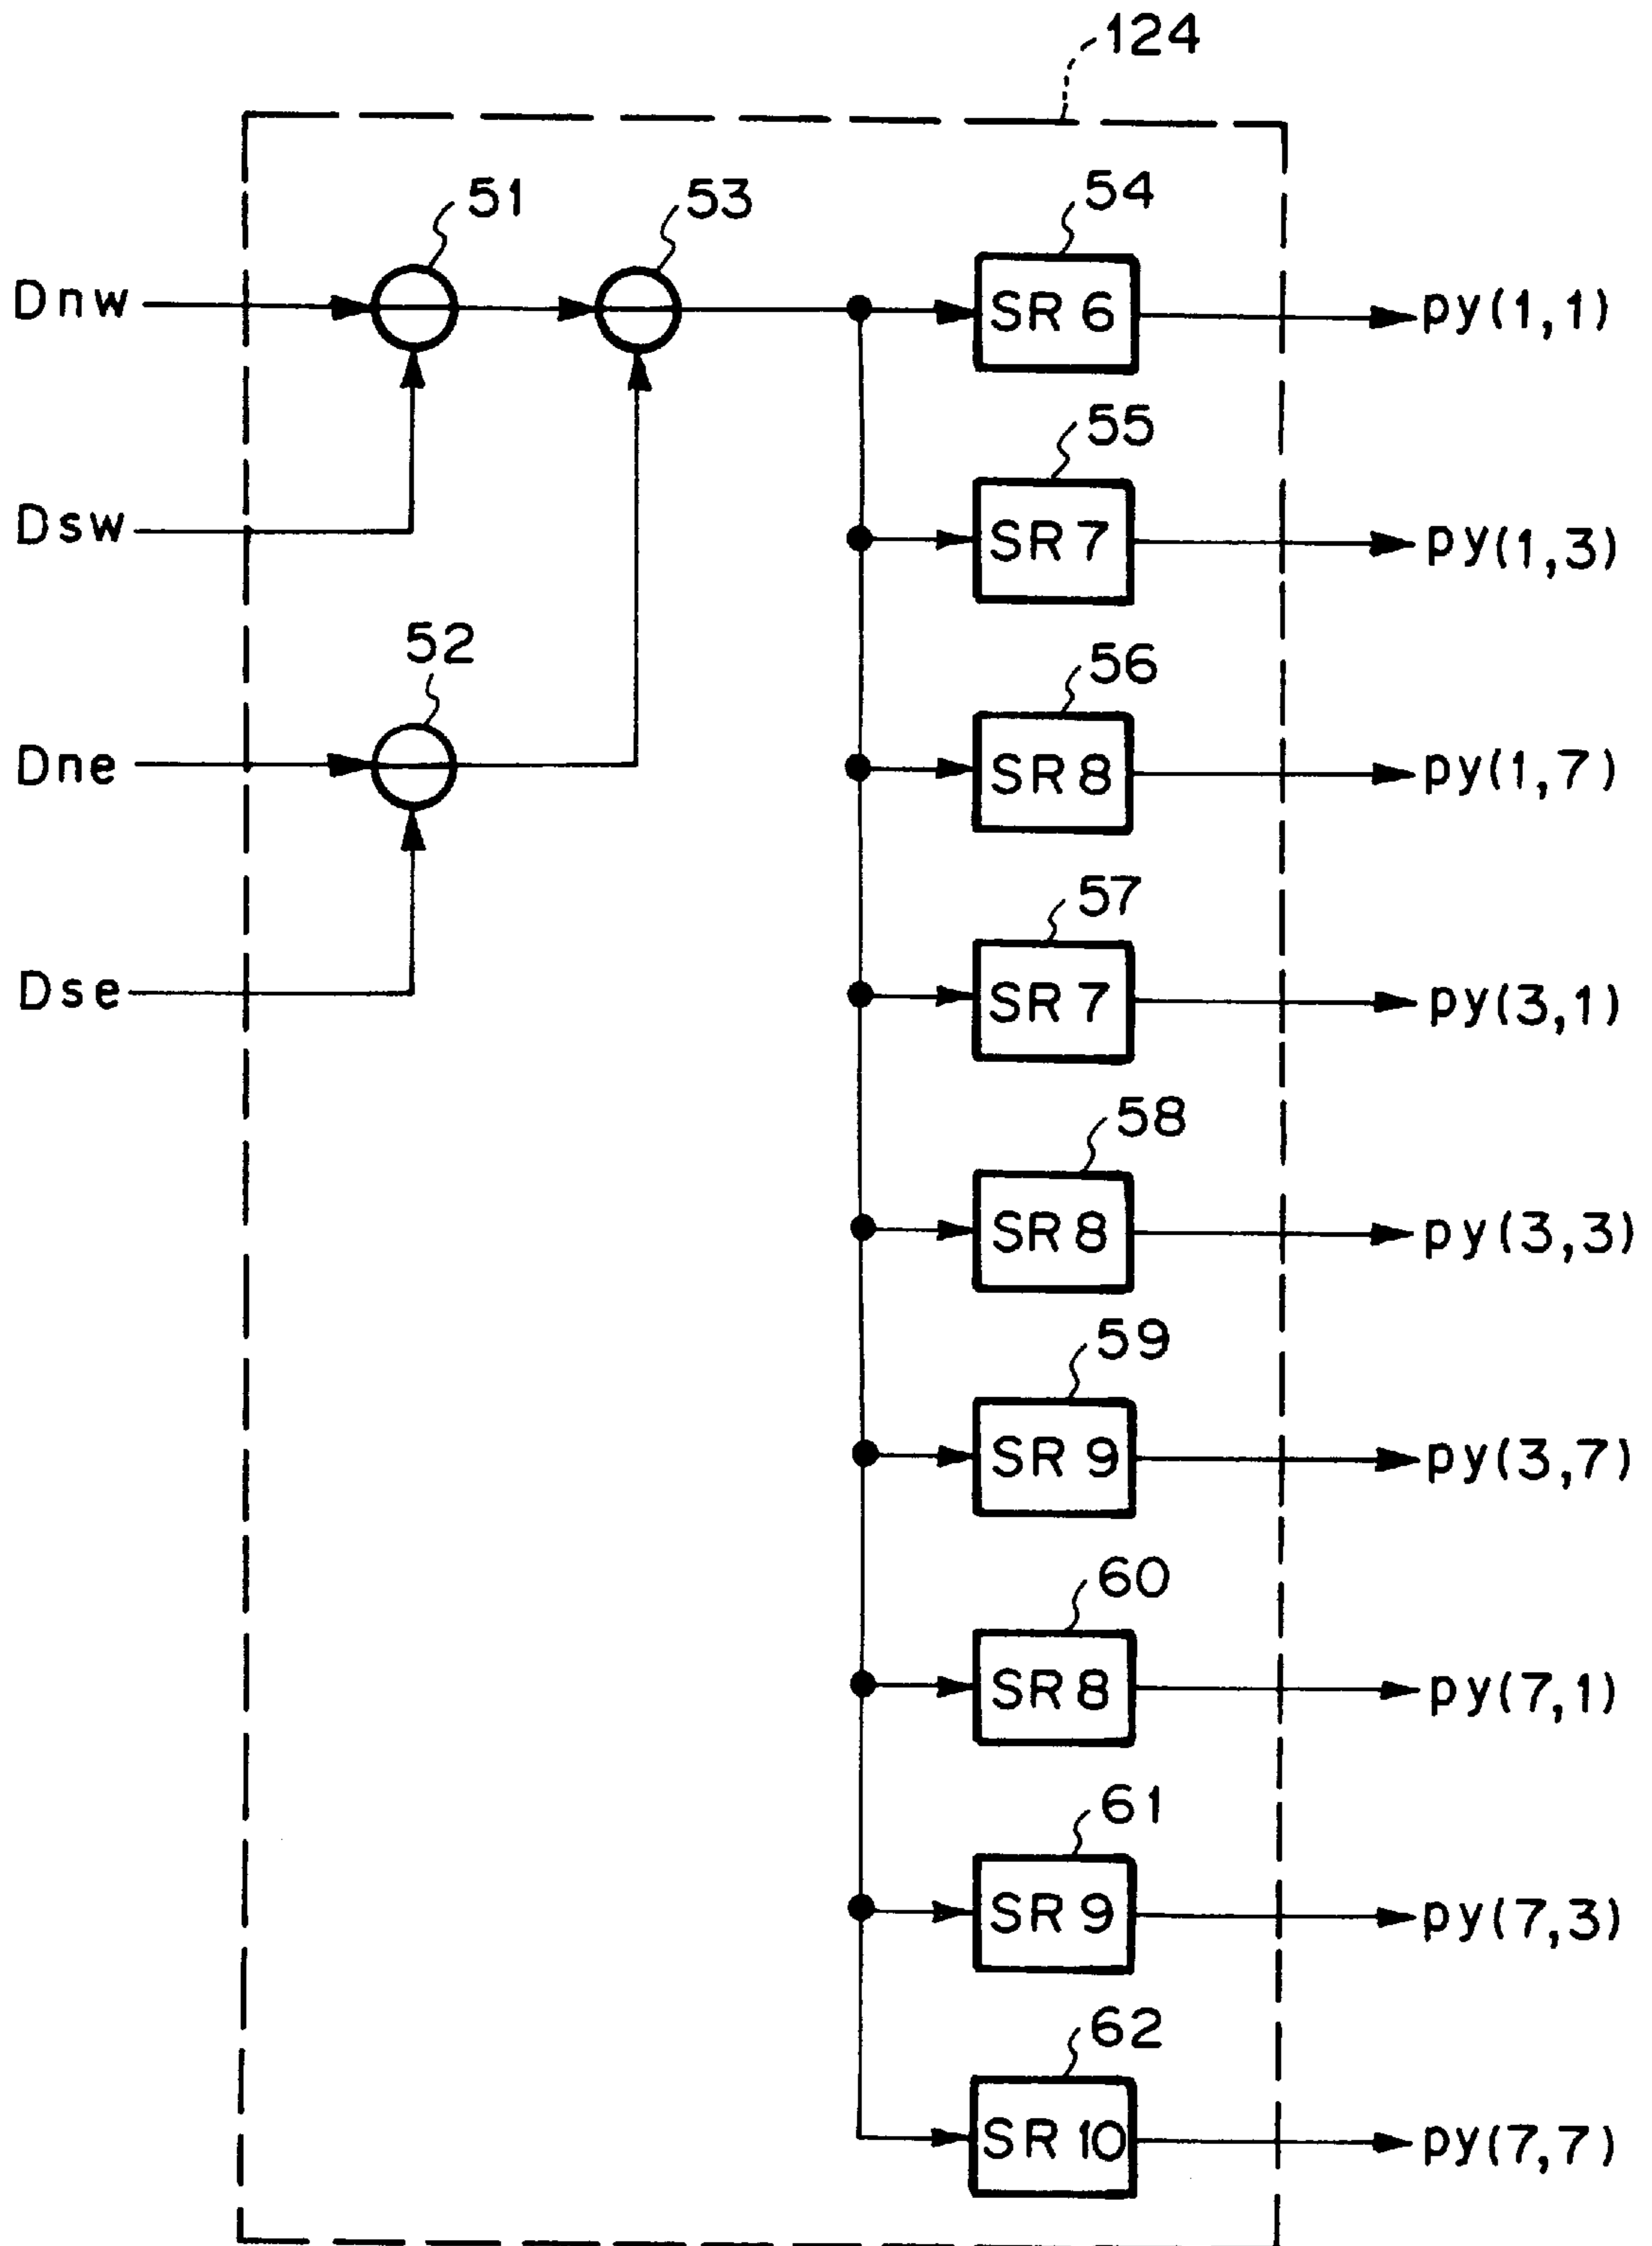 124
51
53
54
Dnw
SR 6
py(1,1)
55
Dsw
SR 7
py(1,3)
52
56
Dne
SR 8
py(1,7)
57
Dse
SR 7
py(3,1)
58
SR 8
py(3,3)
59
SR 9
py(3,7)
60
SR 8
py(7,1)
61
SR 9
py(7,3)
62
SR 10
py(7,7)